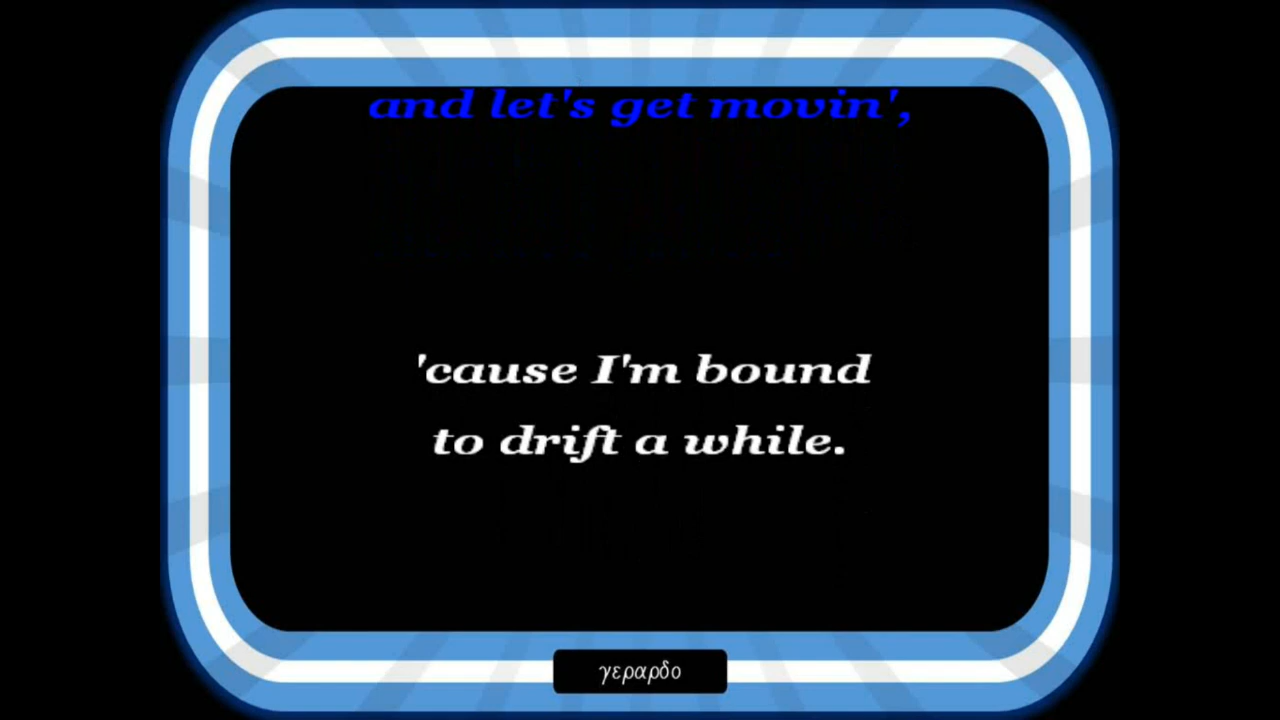 and let's get movin',
'cause I'm bound
to drift a while.
γεραρδο